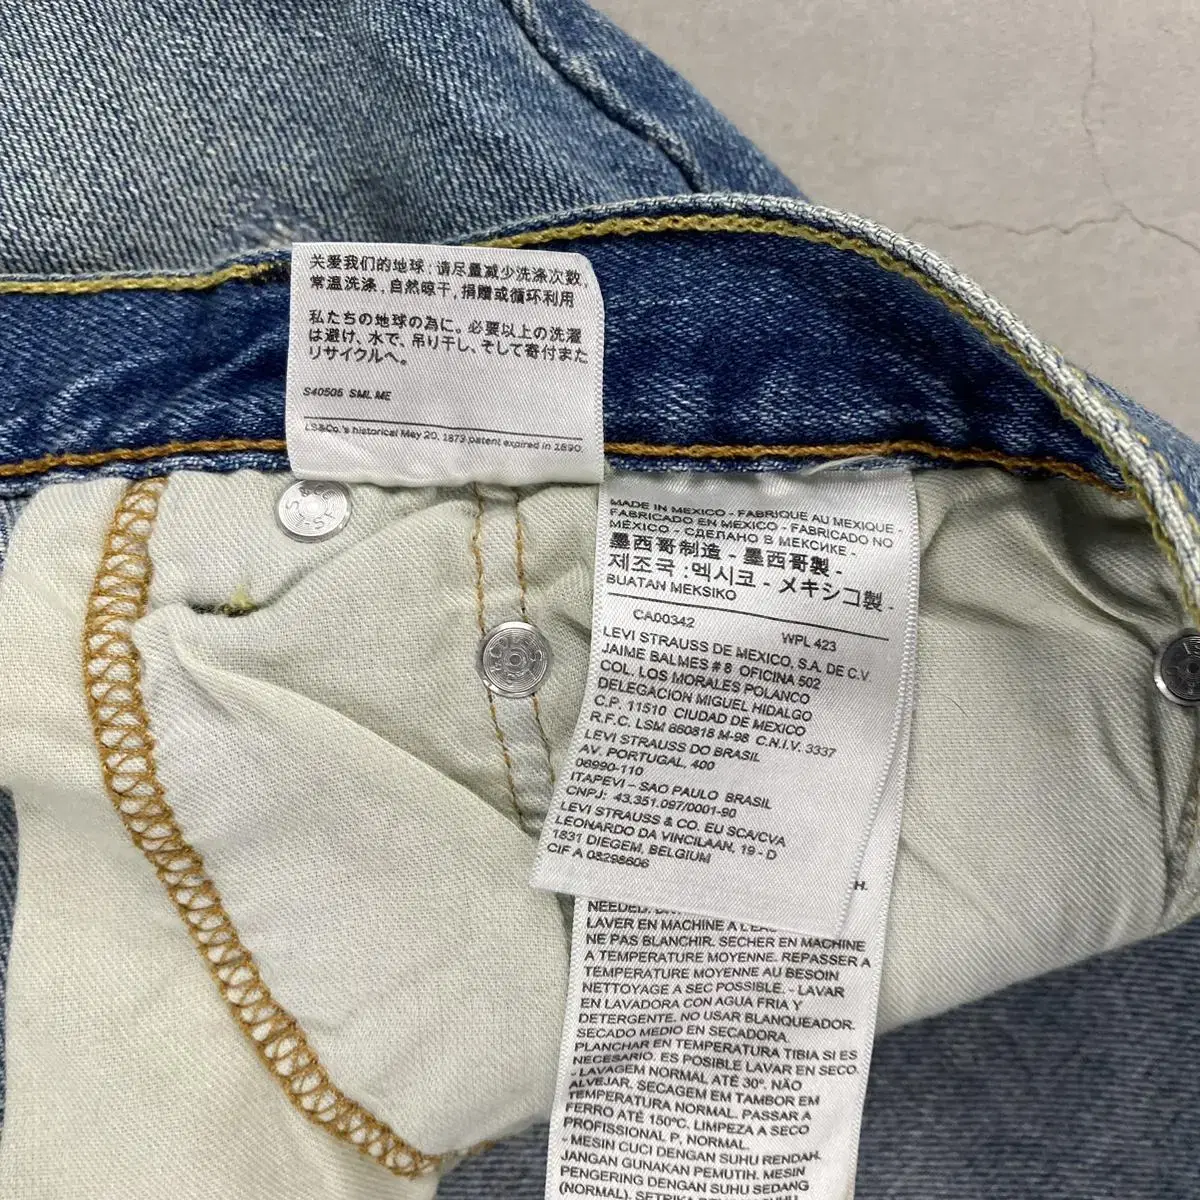 关爱我们的地球:请尽量减少洗涤次数,
常温洗涤,自然晾干,捐赠或循环利用
私たちの地球の為に。必要以上の洗濯
は避け、水で、吊り干し、そして寄付また
リサイクルへ。
S40505 SML ME
LS&Co.'s historical May 20, 1873 patent expired in 1890.
MADE IN MEXICO - FABRIQUE AU MEXIQUE -
FABRICADO EN MEXICO - FABRICADO NO
MÉXICO - СДЕЛАНО В МЕКСИКЕ -
墨西哥制造 - 墨西哥製 -
제조국 : 멕시코 - メキシコ製 -
BUATAN MEKSIKO
CA00342 WPL 423
LEVI STRAUSS DE MEXICO, S.A. DE C.V.
JAIME BALMES # 8 OFICINA 502
COL. LOS MORALES POLANCO
DELEGACION MIGUEL HIDALGO
C.P. 11510 CIUDAD DE MEXICO
R.F.C. LSM 660818 M-98 C.N.I.V. 3337
LEVI STRAUSS DO BRASIL
AV. PORTUGAL, 400
06990-110
ITAPEVI – SAO PAULO BRASIL
CNPJ: 43.351.097/0001-90
LEVI STRAUSS & CO. EU SCA/CVA
LEONARDO DA VINCILAAN, 19 - D
1831 DIEGEM, BELGIUM
CIF A 08298606
NEEDED.
LAVER EN MACHINE A
NE PAS BLANCHIR. SECHER EN MACHINE
A TEMPERATURE MOYENNE. REPASSER A
TEMPERATURE MOYENNE AU BESOIN
NETTOYAGE A SEC POSSIBLE. - LAVAR
EN LAVADORA CON AGUA FRIA Y
DETERGENTE. NO USAR BLANQUEADOR.
SECADO MEDIO EN SECADORA.
PLANCHAR EN TEMPERATURA TIBIA SI ES
NECESARIO. ES POSIBLE LAVAR EN SECO.
- LAVAGEM NORMAL ATÉ 30º. NÃO
ALVEJAR. SECAGEM EM TAMBOR EM
TEMPERATURA NORMAL. PASSAR A
FERRO ATÉ 150ºC. LIMPEZA A SECO
PROFISSIONAL P, NORMAL.
- MESIN CUCI DENGAN SUHU RENDAH.
JANGAN GUNAKAN PEMUTIH. MESIN
PENGERING DENGAN SUHU SEDANG
(NORMAL). SETRIKA